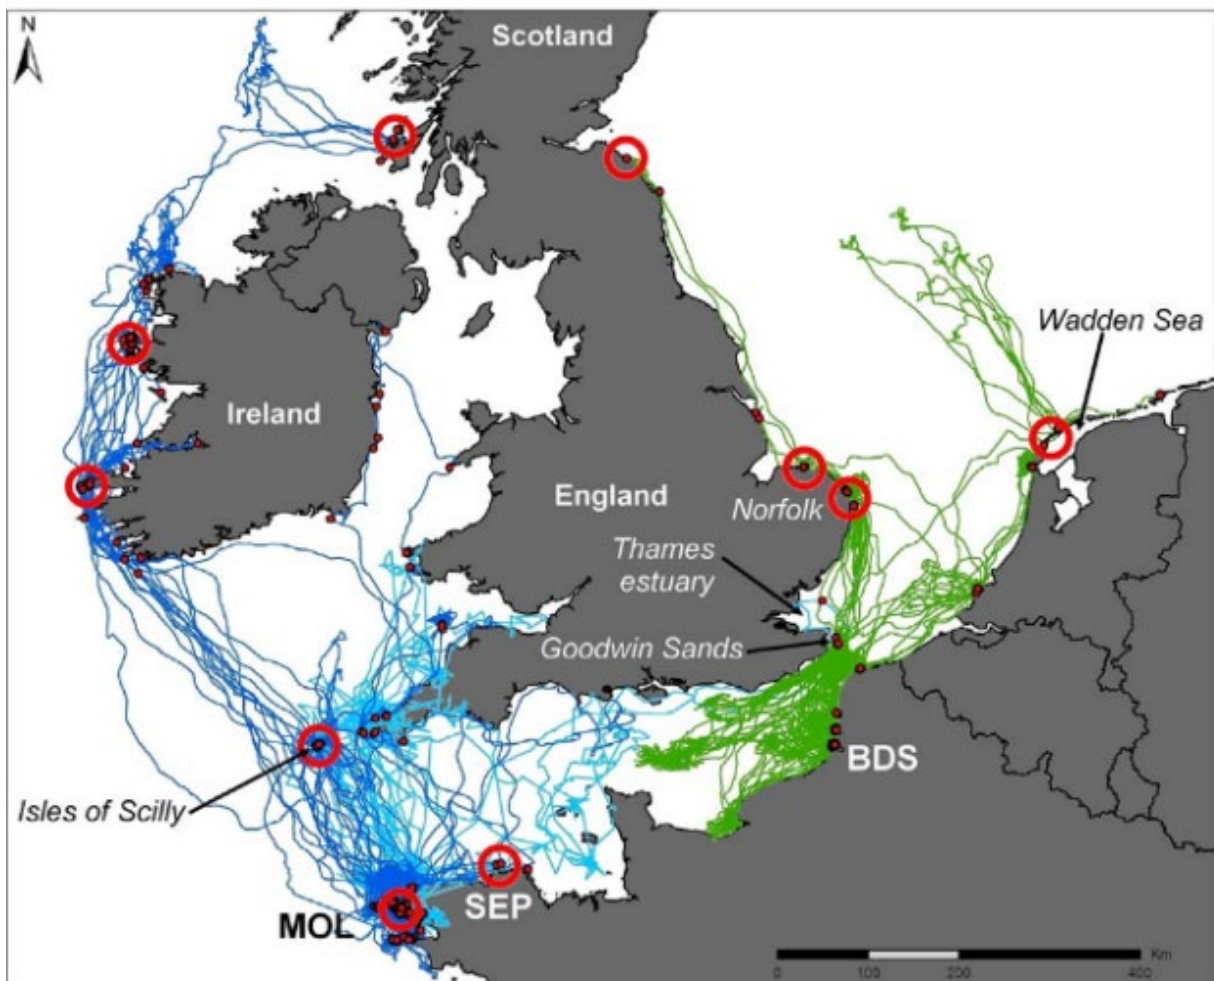 N
Scotland
Wadden Sea
Ireland
England
Norfolk
Thames
estuary
Goodwin Sands
BDS
Isles of Scilly
SEP
MOL
Km
0 100 200 400